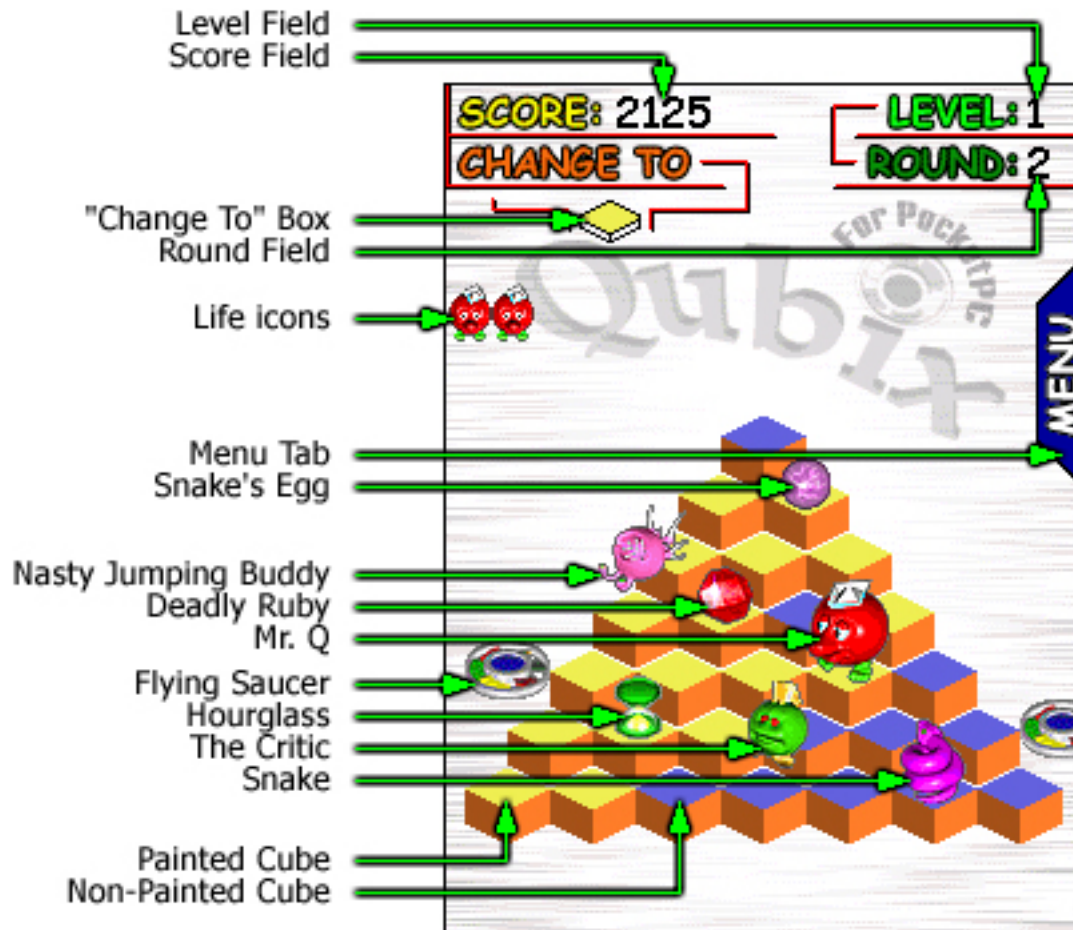 Level Field
Score Field
SCORE: 2125
LEVEL: 1
CHANGE TO
ROUND: 2
"Change To" Box
Round Field
For PocketPC
Qubix
Life icons
MENU
Menu Tab
Snake's Egg
Nasty Jumping Buddy
Deadly Ruby
Mr. Q
Flying Saucer
Hourglass
The Critic
Snake
Painted Cube
Non-Painted Cube